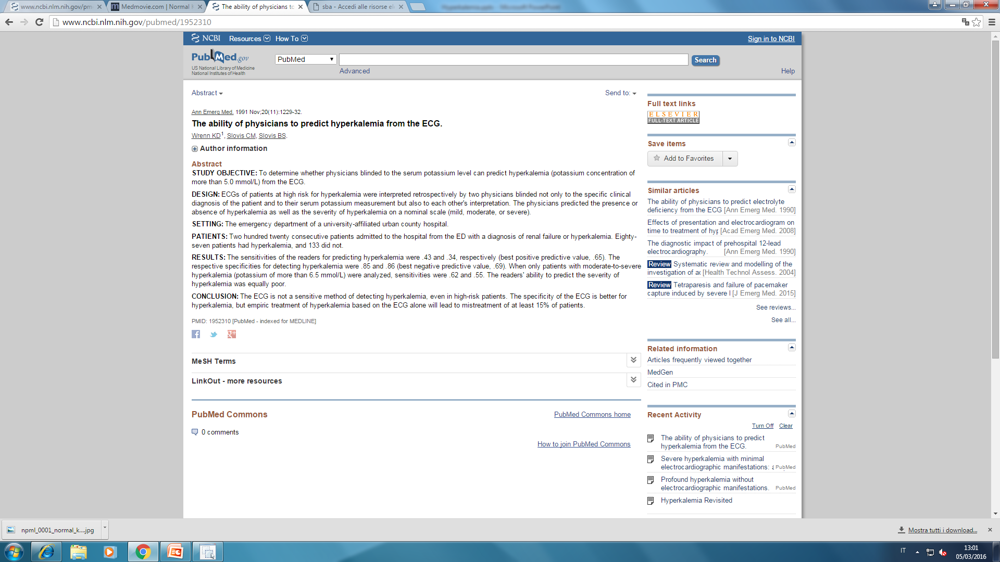 www.ncbi.nlm.nih.gov/pm
Medmovie.com | Normal
The ability of physicians to
sba - Accedi alle risorse el
www.ncbi.nlm.nih.gov/pubmed/1952310
NCBI Resources How To Sign in to NCBI
PubMed.gov
US National Library of Medicine
National Institutes of Health
PubMed
Search
Advanced
Help
Abstract
Send to:
Ann Emerg Med. 1991 Nov;20(11):1229-32.
The ability of physicians to predict hyperkalemia from the ECG.
Wrenn KD1, Slovis CM, Slovis BS.
Author information
Abstract
STUDY OBJECTIVE: To determine whether physicians blinded to the serum potassium level can predict hyperkalemia (potassium concentration of
more than 5.0 mmol/L) from the ECG.
DESIGN: ECGs of patients at high risk for hyperkalemia were interpreted retrospectively by two physicians blinded not only to the specific clinical
diagnosis of the patient and to their serum potassium measurement but also to each other's interpretation. The physicians predicted the presence or
absence of hyperkalemia as well as the severity of hyperkalemia on a nominal scale (mild, moderate, or severe).
SETTING: The emergency department of a university-affiliated urban county hospital.
PATIENTS: Two hundred twenty consecutive patients admitted to the hospital from the ED with a diagnosis of renal failure or hyperkalemia. Eighty-
seven patients had hyperkalemia, and 133 did not.
RESULTS: The sensitivities of the readers for predicting hyperkalemia were .43 and .34, respectively (best positive predictive value, .65). The
respective specificities for detecting hyperkalemia were .85 and .86 (best negative predictive value, .69). When only patients with moderate-to-severe
hyperkalemia (potassium of more than 6.5 mmol/L) were analyzed, sensitivities were .62 and .55. The readers' ability to predict the severity of
hyperkalemia was equally poor.
CONCLUSION: The ECG is not a sensitive method of detecting hyperkalemia, even in high-risk patients. The specificity of the ECG is better for
hyperkalemia, but empiric treatment of hyperkalemia based on the ECG alone will lead to mistreatment of at least 15% of patients.
PMID: 1952310 [PubMed - indexed for MEDLINE]
MeSH Terms
LinkOut - more resources
PubMed Commons
PubMed Commons home
0 comments
How to join PubMed Commons
Full text links
ELSEVIER
FULL-TEXT ARTICLE
Save items
Add to Favorites
Similar articles
The ability of physicians to predict electrolyte
deficiency from the ECG [Ann Emerg Med. 1990]
Effects of presentation and electrocardiogram on
time to treatment of hyp [Acad Emerg Med. 2008]
The diagnostic impact of prehospital 12-lead
electrocardiography. [Ann Emerg Med. 1990]
Review Systematic review and modelling of the
investigation of ac [Health Technol Assess. 2004]
Review Tetraparesis and failure of pacemaker
capture induced by severe [J Emerg Med. 2015]
See reviews...
See all...
Related information
Articles frequently viewed together
MedGen
Cited in PMC
Recent Activity
Turn Off Clear
The ability of physicians to predict
hyperkalemia from the ECG. PubMed
Severe hyperkalemia with minimal
electrocardiographic manifestations: PubMed
Profound hyperkalemia without
electrocardiographic manifestations. PubMed
Hyperkalemia Revisited
npml_0001_normal_k....jpg
Mostra tutti i download...
IT
13:01
05/03/2016